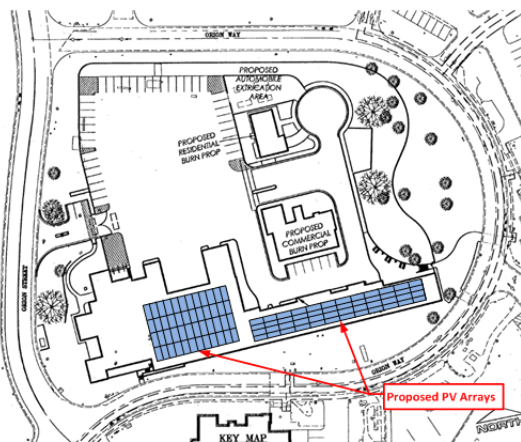 ORION WAY
PROPOSED
AUTOMOBILE
EXTRICATION
AREA
PROPOSED
RESIDENTIAL
BURN PROP
PROPOSED
COMMERCIAL
BURN PROP
ORION STREET
ORION WAY
Proposed PV Arrays
NORTH
KEY MAP